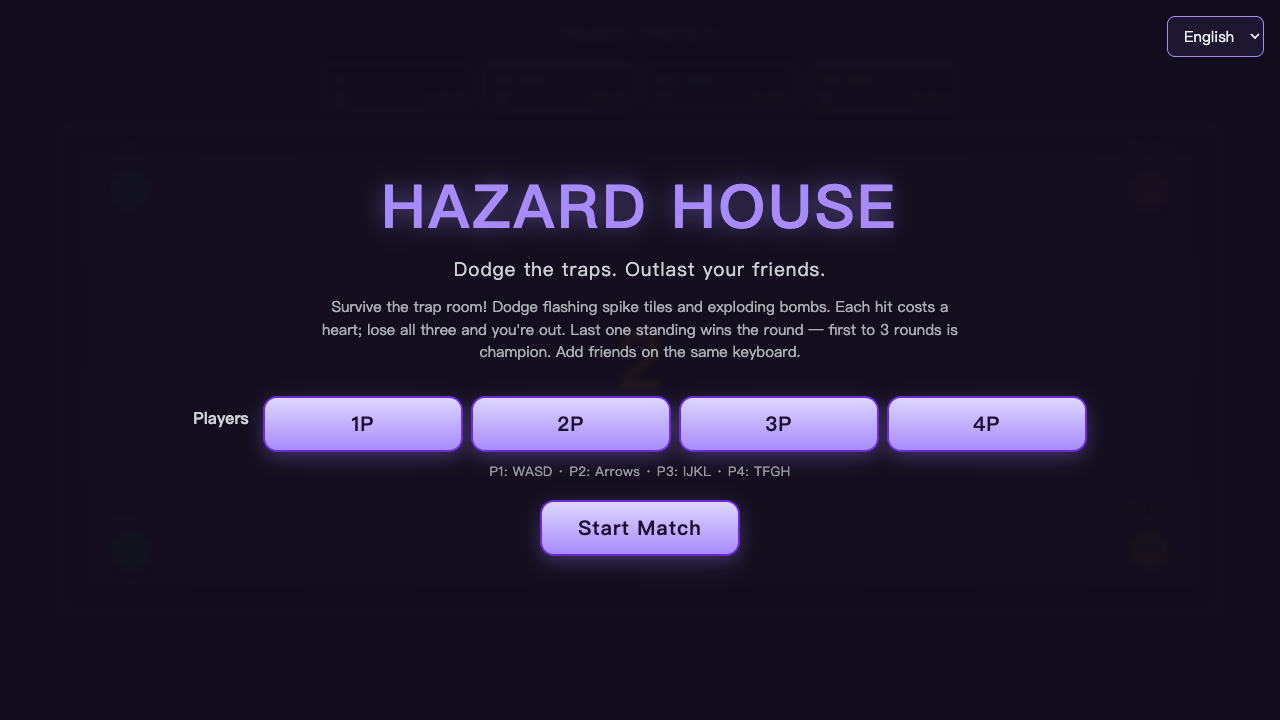 English
HAZARD HOUSE
Dodge the traps. Outlast your friends.
Survive the trap room! Dodge flashing spike tiles and exploding bombs. Each hit costs a
heart; lose all three and you're out. Last one standing wins the round — first to 3 rounds is
champion. Add friends on the same keyboard.
2
Players 1P 2P 3P 4P
P1: WASD · P2: Arrows · P3: IJKL · P4: TFGH
Start Match